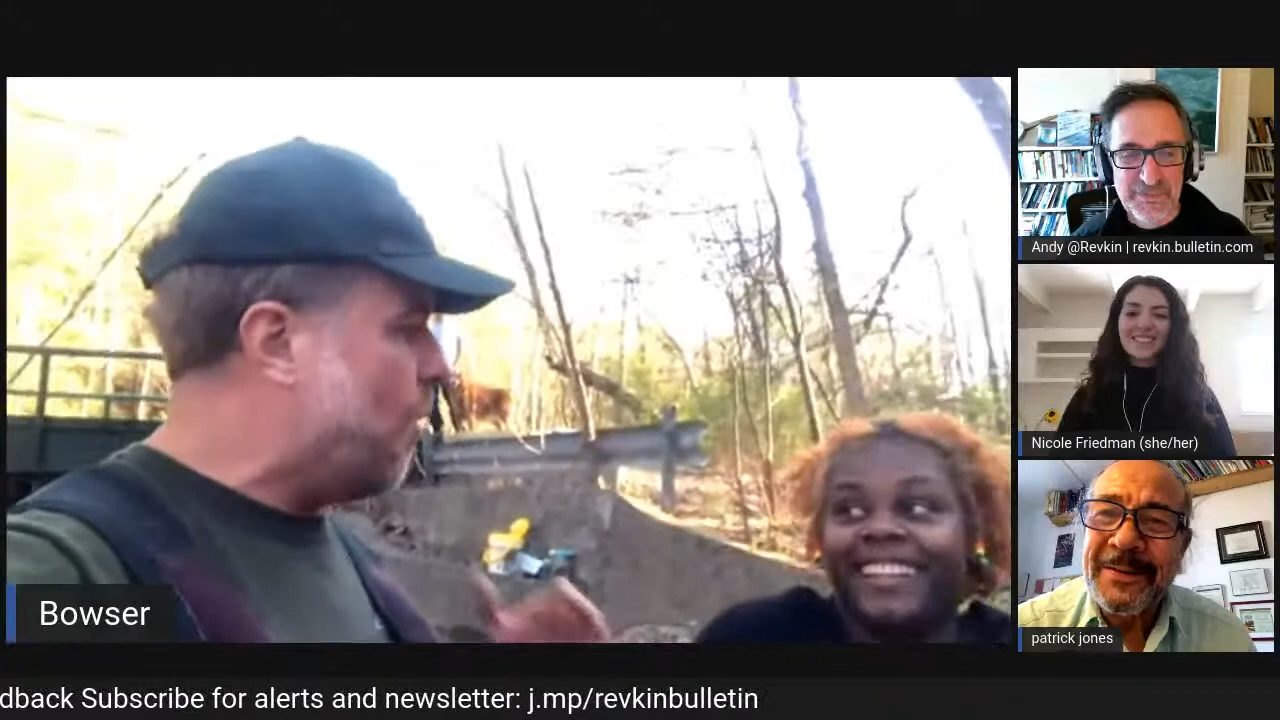 Andy @Revkin | revkin.bulletin.com
Nicole Friedman (she/her)
Bowser
patrick jones
dback Subscribe for alerts and newsletter: j.mp/revkinbulletin